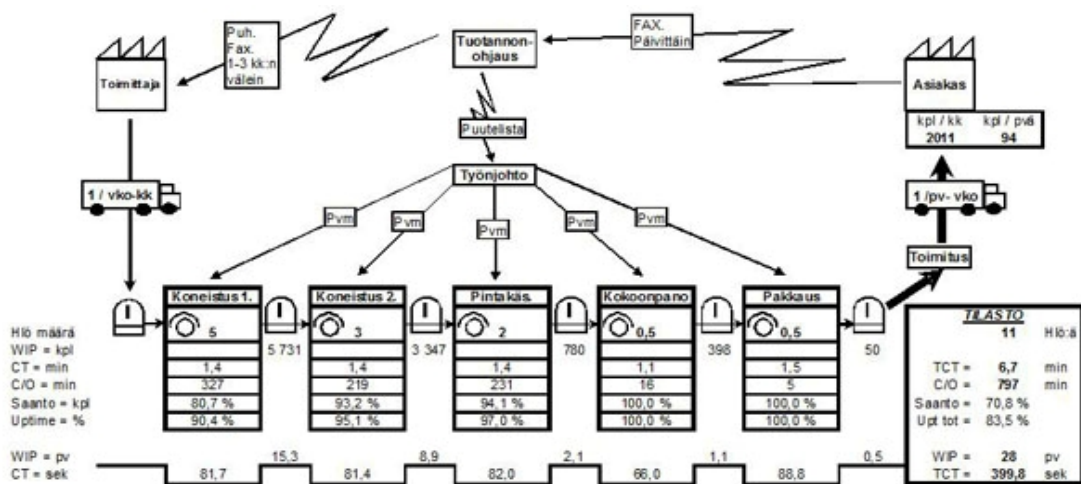 Puh.
Fax.
1-3 kk:n
välein
Tuotannon-
ohjaus
FAX.
Päivittäin
Toimittaja
Asiakas
kpl / kk kpl / pvä
2011 94
Puutelista
Työnjohto
1 / vko-kk
1 /pv- vko
Pvm
Pvm
Pvm
Pvm
Pvm
Toimitus
I Koneistus 1. I Koneistus 2. I Pintakäs. I Kokoonpano I Pakkaus I
Hlö määrä 5 3 2 0,5 0,5
WIP = kpl 5 731 3 347 780 398 50
CT = min 1,4 1,4 1,4 1,1 1,5
C/O = min 327 219 231 16 5
Saanto = kpl 80,7 % 93,2 % 94,1 % 100,0 % 100,0 %
Uptime = % 90,4 % 95,1 % 97,0 % 100,0 % 100,0 %
WIP = pv 15,3 8,9 2,1 1,1 0,5
CT = sek 81,7 81,4 82,0 66,0 88,8
TILASTO
11 Hlö:ä
TCT = 6,7 min
C/O = 797 min
Saanto = 70,8 %
Upt tot = 83,5 %
WIP = 28 pv
TCT = 399,8 sek